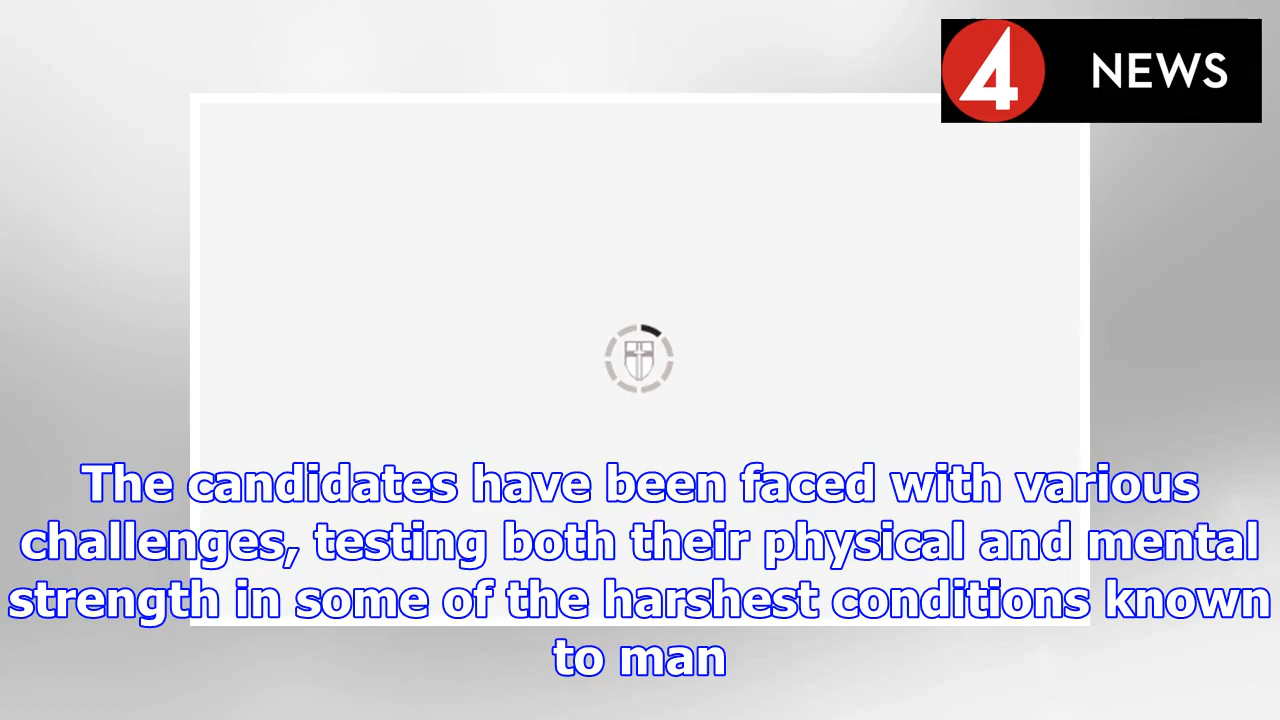 4 NEWS
The candidates have been faced with various
challenges, testing both their physical and mental
strength in some of the harshest conditions known
to man